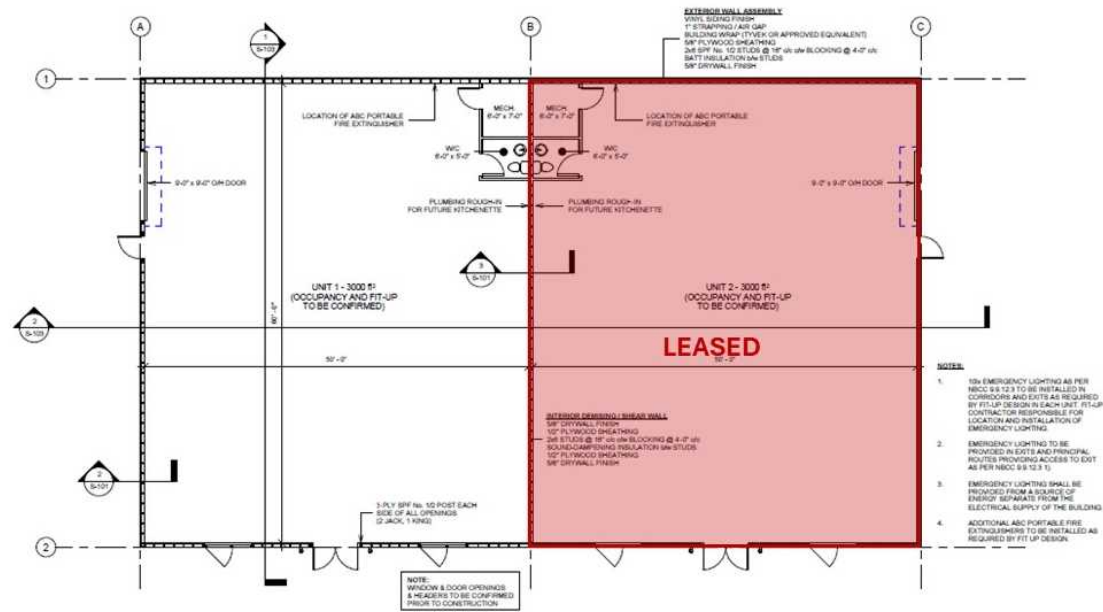 A
B
C
1
S-103
EXTERIOR WALL ASSEMBLY
VINYL SIDING FINISH
1" STRAPPING / AIR GAP
BUILDING WRAP (TYVEK OR APPROVED EQUIVALENT)
5/8" PLYWOOD SHEATHING
2x6 SPF No. 1/2 STUDS @ 16" c/c c/w BLOCKING @ 4'-0" c/c
BATT INSULATION b/w STUDS
5/8" DRYWALL FINISH
1
LOCATION OF ABC PORTABLE
FIRE EXTINGUISHER
MECH.
6'-0" x 7'-0"
MECH.
6'-0" x 7'-0"
LOCATION OF ABC PORTABLE
FIRE EXTINGUISHER
W/C
6'-0" x 5'-0"
W/C
6'-0" x 5'-0"
9'-0" x 9'-0" O/H DOOR
9'-0" x 9'-0" O/H DOOR
PLUMBING ROUGH-IN
FOR FUTURE KITCHENETTE
PLUMBING ROUGH-IN
FOR FUTURE KITCHENETTE
3
S-101
UNIT 1 - 3000 ft²
(OCCUPANCY AND FIT-UP
TO BE CONFIRMED)
UNIT 2 - 3000 ft²
(OCCUPANCY AND FIT-UP
TO BE CONFIRMED)
60'-0"
2
S-103
LEASED
50'-0"
50'-0"
NOTES:
1. 10lx EMERGENCY LIGHTING AS PER
NBCC 9.9.12.3 TO BE INSTALLED IN
CORRIDORS AND EXITS AS REQUIRED
BY FIT-UP DESIGN IN EACH UNIT. FIT-UP
CONTRACTOR RESPONSIBLE FOR
LOCATION AND INSTALLATION OF
EMERGENCY LIGHTING.
2. EMERGENCY LIGHTING TO BE
PROVIDED IN EXITS AND PRINCIPAL
ROUTES PROVIDING ACCESS TO EXIT
AS PER NBCC 9.9.12.3 1).
3. EMERGENCY LIGHTING SHALL BE
PROVIDED FROM A SOURCE OF
ENERGY SEPARATE FROM THE
ELECTRICAL SUPPLY OF THE BUILDING.
4. ADDITIONAL ABC PORTABLE FIRE
EXTINGUISHERS TO BE INSTALLED AS
REQUIRED BY FIT UP DESIGN.
INTERIOR DEMISING / SHEAR WALL
5/8" DRYWALL FINISH
1/2" PLYWOOD SHEATHING
2x6 STUDS @ 16" c/c c/w BLOCKING @ 4'-0" c/c
SOUND-DAMPENING INSULATION b/w STUDS
1/2" PLYWOOD SHEATHING
5/8" DRYWALL FINISH
2
S-101
3-PLY SPF No. 1/2 POST EACH
SIDE OF ALL OPENINGS
(2 JACK, 1 KING)
2
NOTE:
WINDOW & DOOR OPENINGS
& HEADERS TO BE CONFIRMED
PRIOR TO CONSTRUCTION